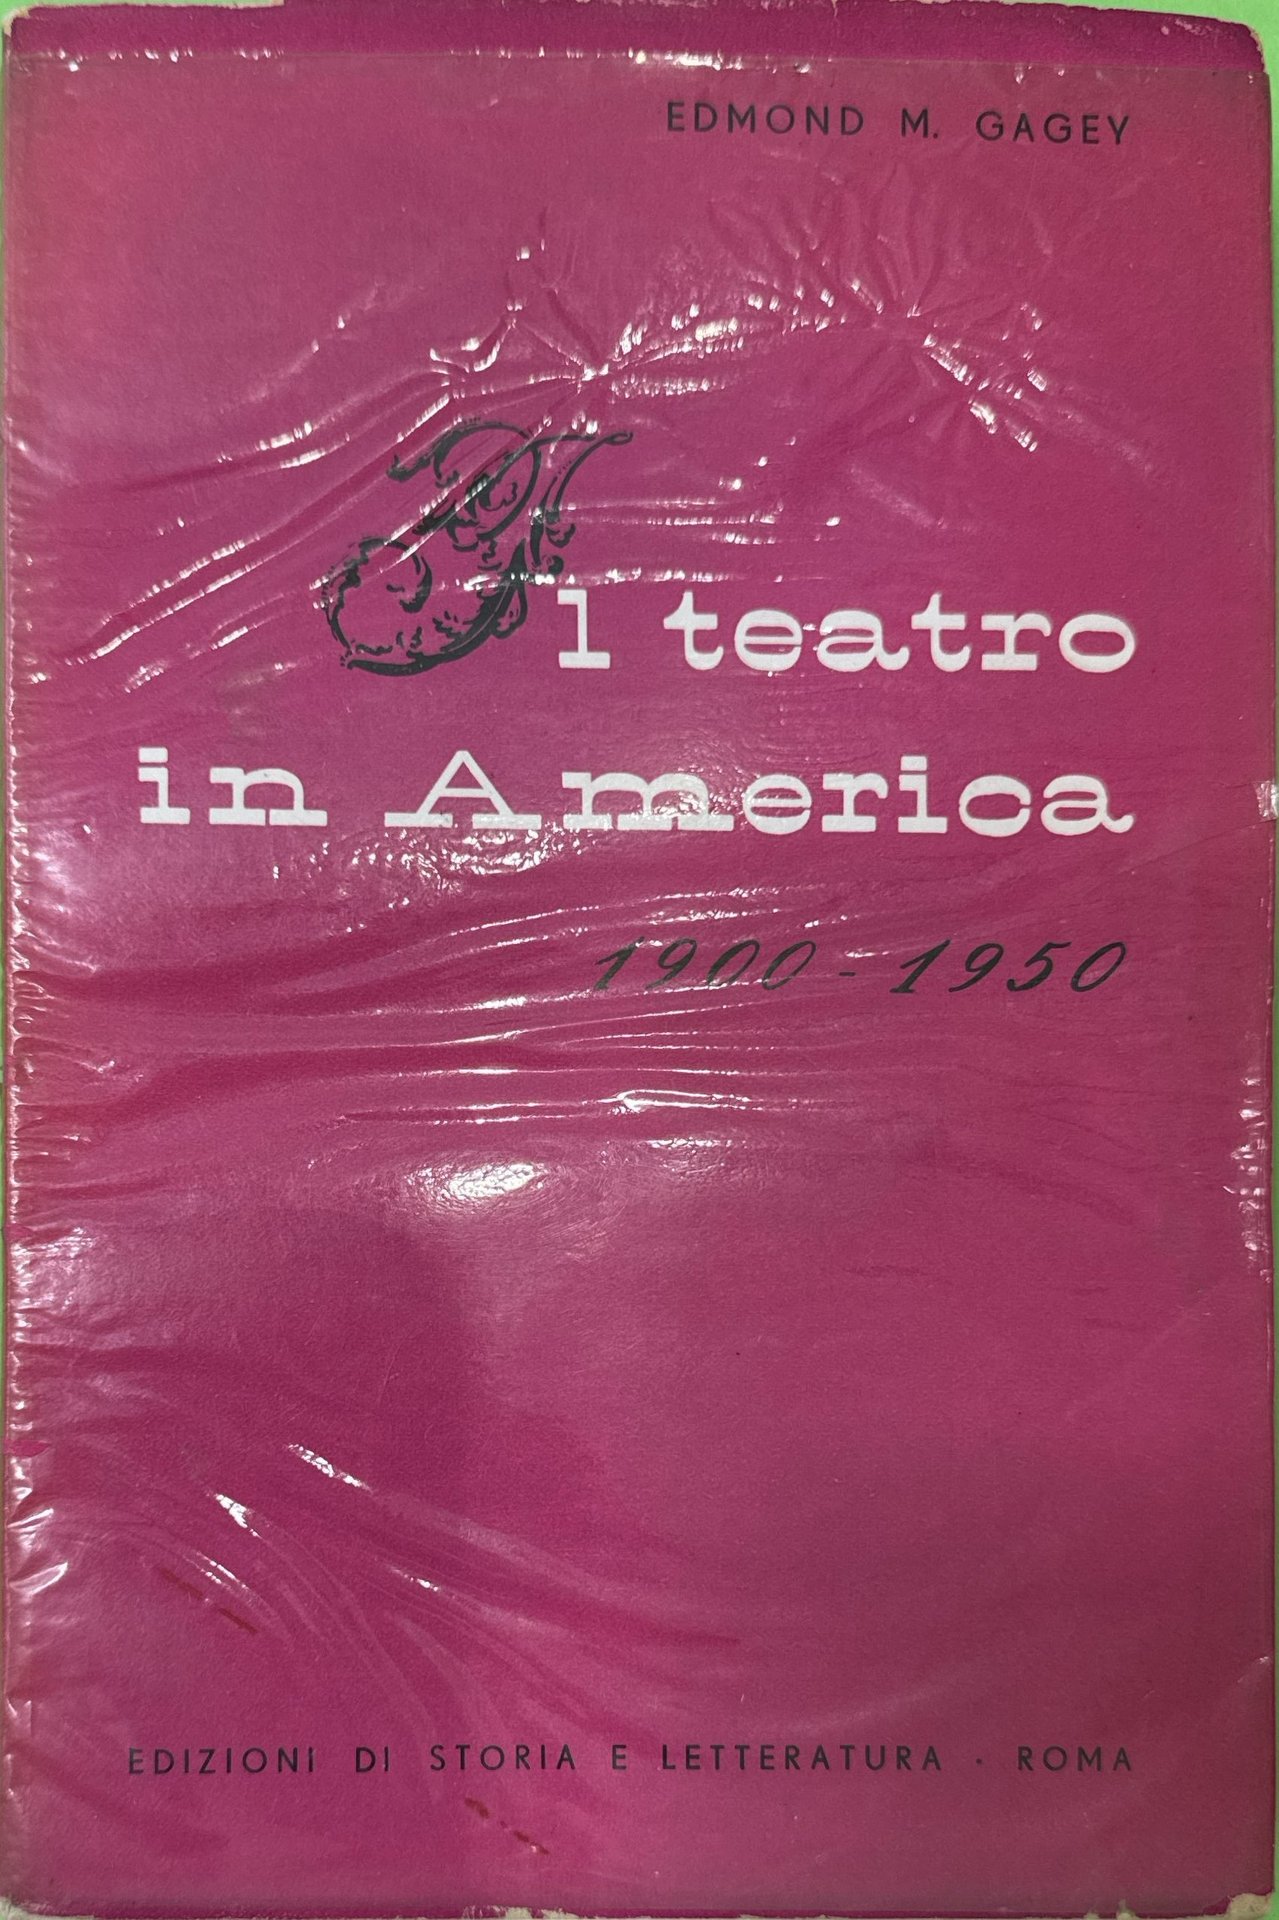 EDMOND M. GAGEY
Il teatro
in America
1900-1950
EDIZIONI DI STORIA E LETTERATURA · ROMA